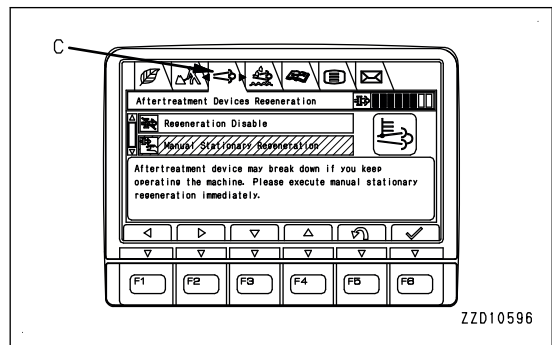 C
Aftertreatment Devices Regeneration
Regeneration Disable
Manual Stationary Regeneration
Aftertreatment device may break down if you keep
operating the machine. Please execute manual stationary
regeneration immediately.
F1 F2 F3 F4 F5 F6
ZZD10596